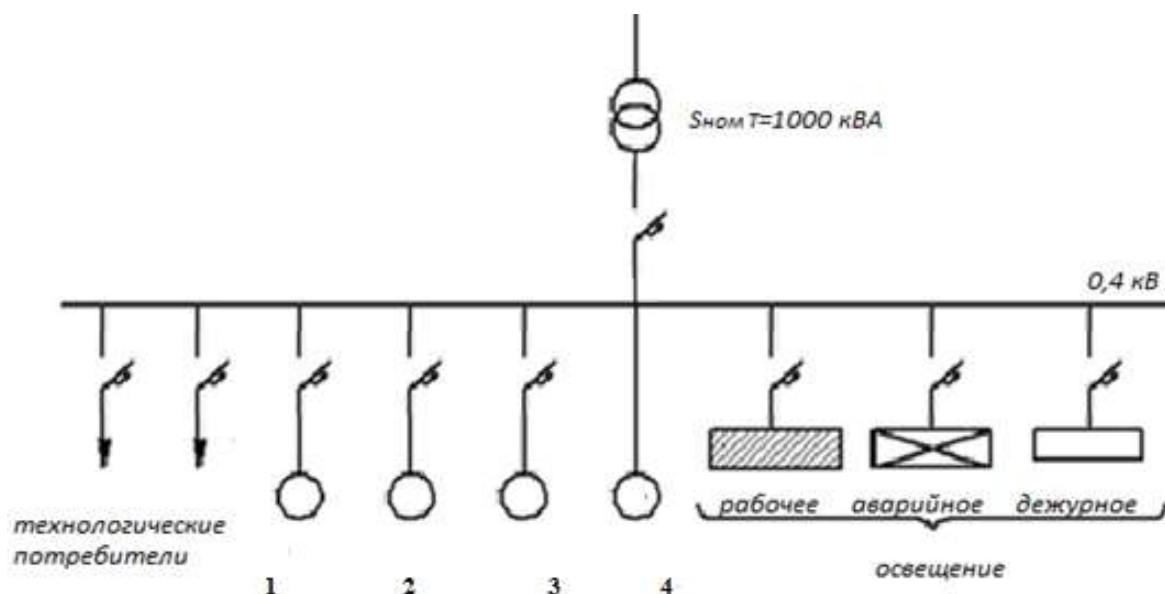 Sном T=1000 кВА
0,4 кВ
технологические
потребители
рабочее аварийное дежурное
освещение
1 2 3 4